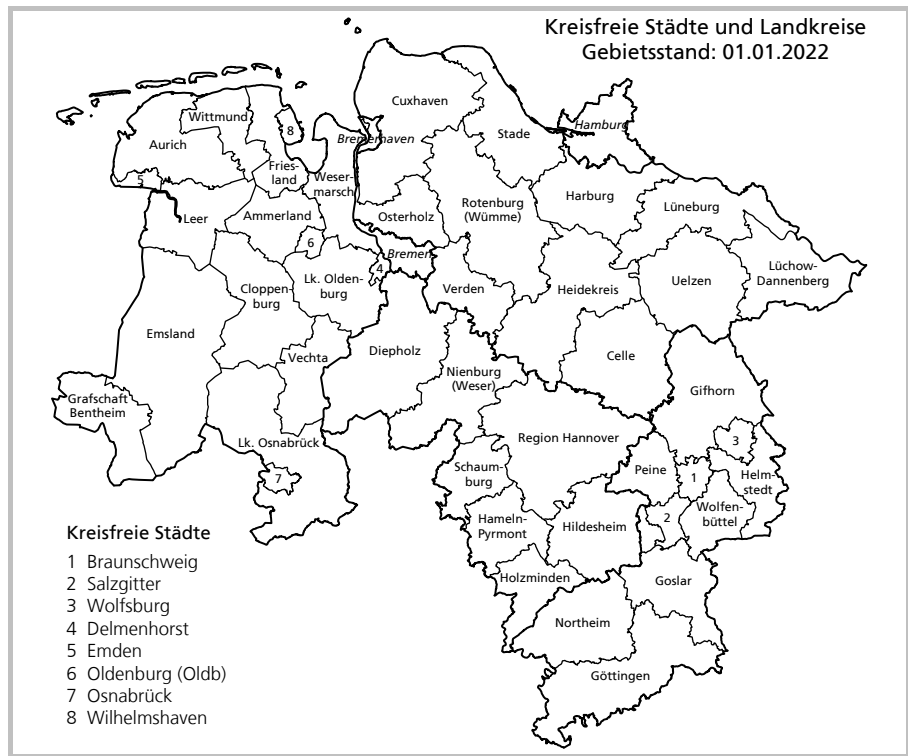 Kreisfreie Städte und Landkreise
Gebietsstand: 01.01.2022
Cuxhaven
Wittmund
8
Stade
Hamburg
Bremerhaven
Aurich
Fries-
land
Weser-
marsch
5
Harburg
Rotenburg
(Wümme)
Lüneburg
Leer
Ammerland
Osterholz
6
Bremen
4
Lk. Olden-
burg
Cloppen-
burg
Verden
Heidekreis
Uelzen
Lüchow-
Dannenberg
Emsland
Vechta
Diepholz
Celle
Nienburg
(Weser)
Gifhorn
Grafschaft
Bentheim
Lk. Osnabrück
Region Hannover
3
7
Schaum-
burg
Peine
1
Helm-
stedt
2
Wolfen-
büttel
Hameln-
Pyrmont
Hildesheim
Holzminden
Goslar
Northeim
Göttingen
Kreisfreie Städte
1 Braunschweig
2 Salzgitter
3 Wolfsburg
4 Delmenhorst
5 Emden
6 Oldenburg (Oldb)
7 Osnabrück
8 Wilhelmshaven